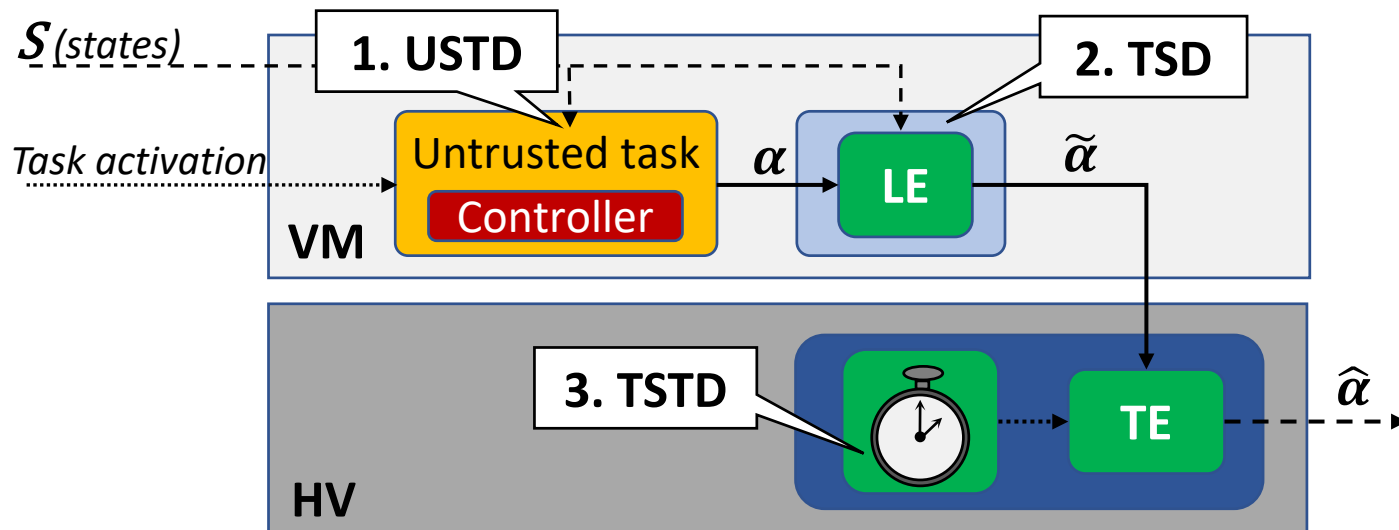 S (states)
1. USTD
2. TSD
Task activation
Untrusted task
Controller
α
LE
α̃
VM
3. TSTD
TE
α̂
HV